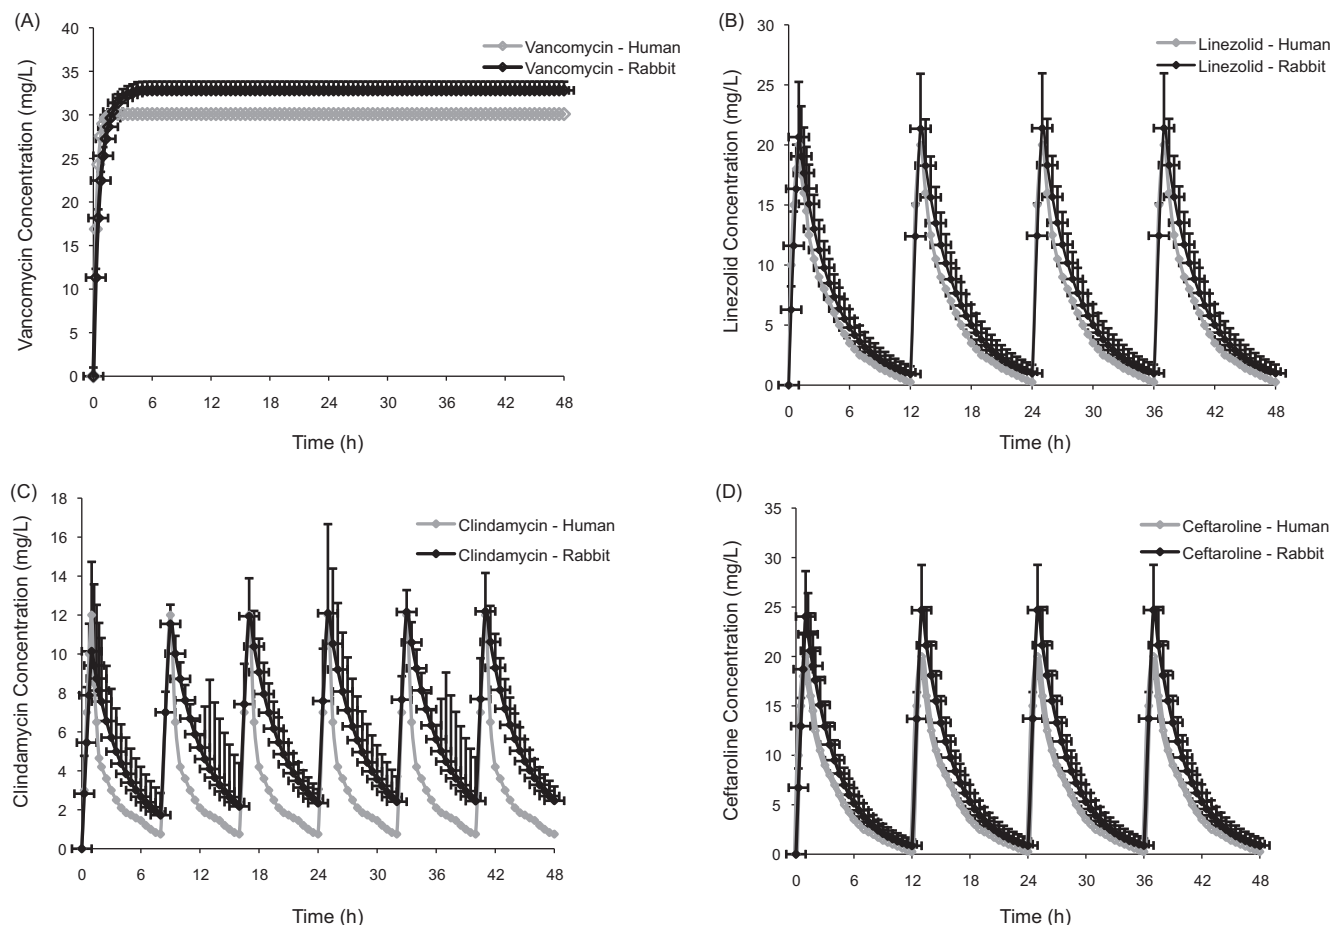 (A)
Vancomycin Concentration (mg/L)
40
35
30
25
20
15
10
5
0
0 6 12 18 24 30 36 42 48
Time (h)
Vancomycin - Human
Vancomycin - Rabbit
(B)
Linezolid Concentration (mg/L)
30
25
20
15
10
5
0
0 6 12 18 24 30 36 42 48
Time (h)
Linezolid - Human
Linezolid - Rabbit
(C)
Clindamycin Concentration (mg/L)
18
16
14
12
10
8
6
4
2
0
0 6 12 18 24 30 36 42 48
Time (h)
Clindamycin - Human
Clindamycin - Rabbit
(D)
Ceftaroline Concentration (mg/L)
35
30
25
20
15
10
5
0
0 6 12 18 24 30 36 42 48
Time (h)
Ceftaroline - Human
Ceftaroline - Rabbit